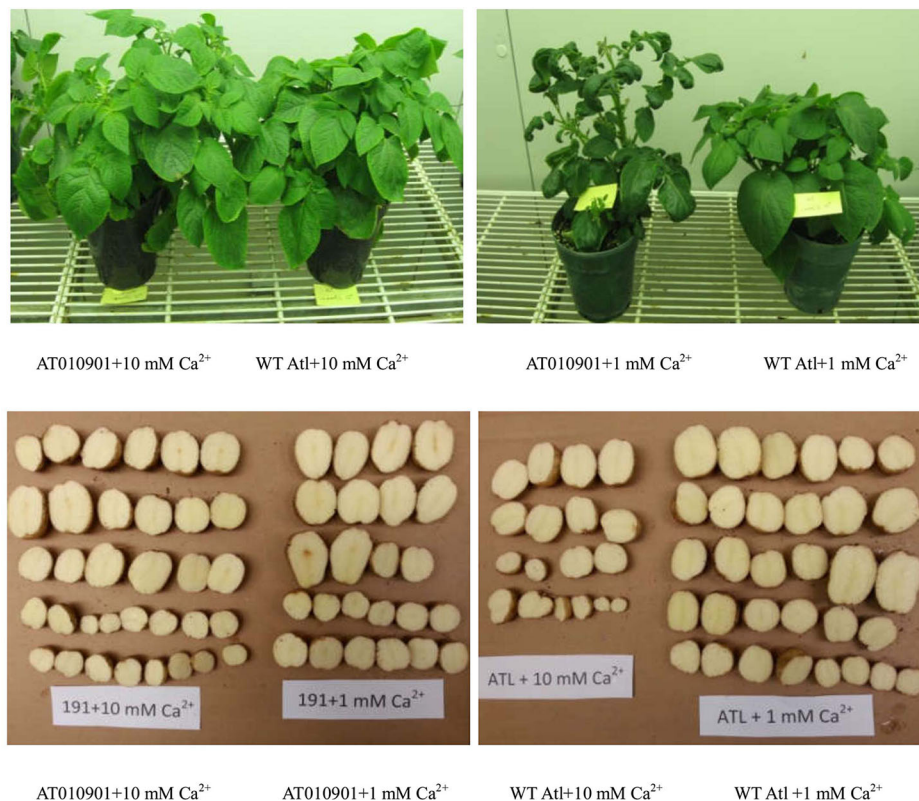 AT010901+10 mM Ca²⁺ WT Atl+10 mM Ca²⁺ AT010901+1 mM Ca²⁺ WT Atl+1 mM Ca²⁺
191+10 mM Ca²⁺
191+1 mM Ca²⁺
ATL + 10 mM Ca²⁺
ATL + 1 mM Ca²⁺
AT010901+10 mM Ca²⁺ AT010901+1 mM Ca²⁺ WT Atl+10 mM Ca²⁺ WT Atl +1 mM Ca²⁺